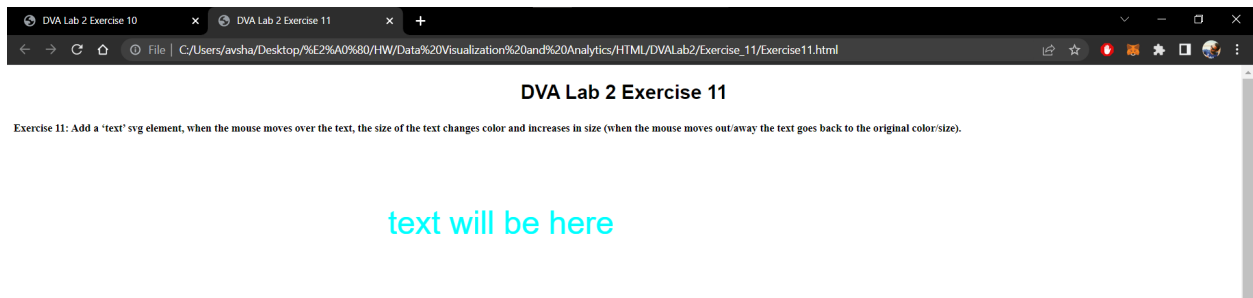 DVA Lab 2 Exercise 10
DVA Lab 2 Exercise 11
File | C:/Users/avsha/Desktop/%E2%A0%80/HW/Data%20Visualization%20and%20Analytics/HTML/DVALab2/Exercise_11/Exercise11.html
DVA Lab 2 Exercise 11
Exercise 11: Add a ‘text’ svg element, when the mouse moves over the text, the size of the text changes color and increases in size (when the mouse moves out/away the text goes back to the original color/size).
text will be here